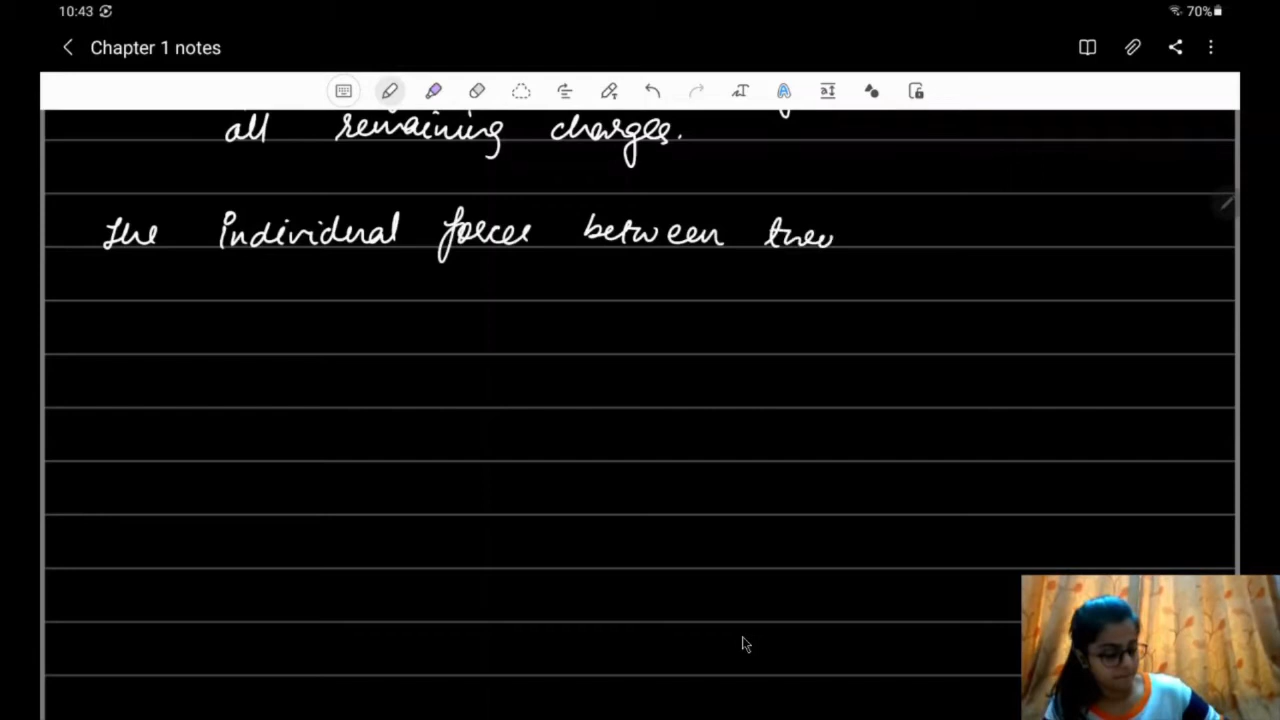 10:43
70%
Chapter 1 notes
all remaining charges.
The individual forces between two